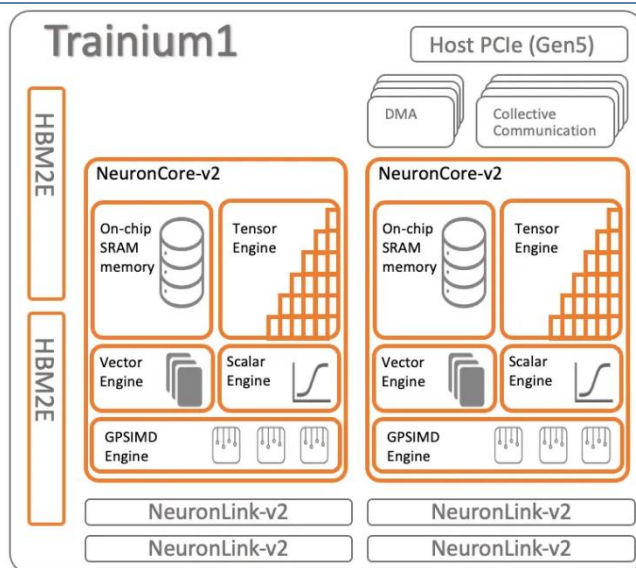 Trainium1
Host PCIe (Gen5)
DMA
Collective
Communication
HBM2E
HBM2E
NeuronCore-v2
On-chip
SRAM
memory
Tensor
Engine
Vector
Engine
Scalar
Engine
GPSIMD
Engine
NeuronCore-v2
On-chip
SRAM
memory
Tensor
Engine
Vector
Engine
Scalar
Engine
GPSIMD
Engine
NeuronLink-v2
NeuronLink-v2
NeuronLink-v2
NeuronLink-v2